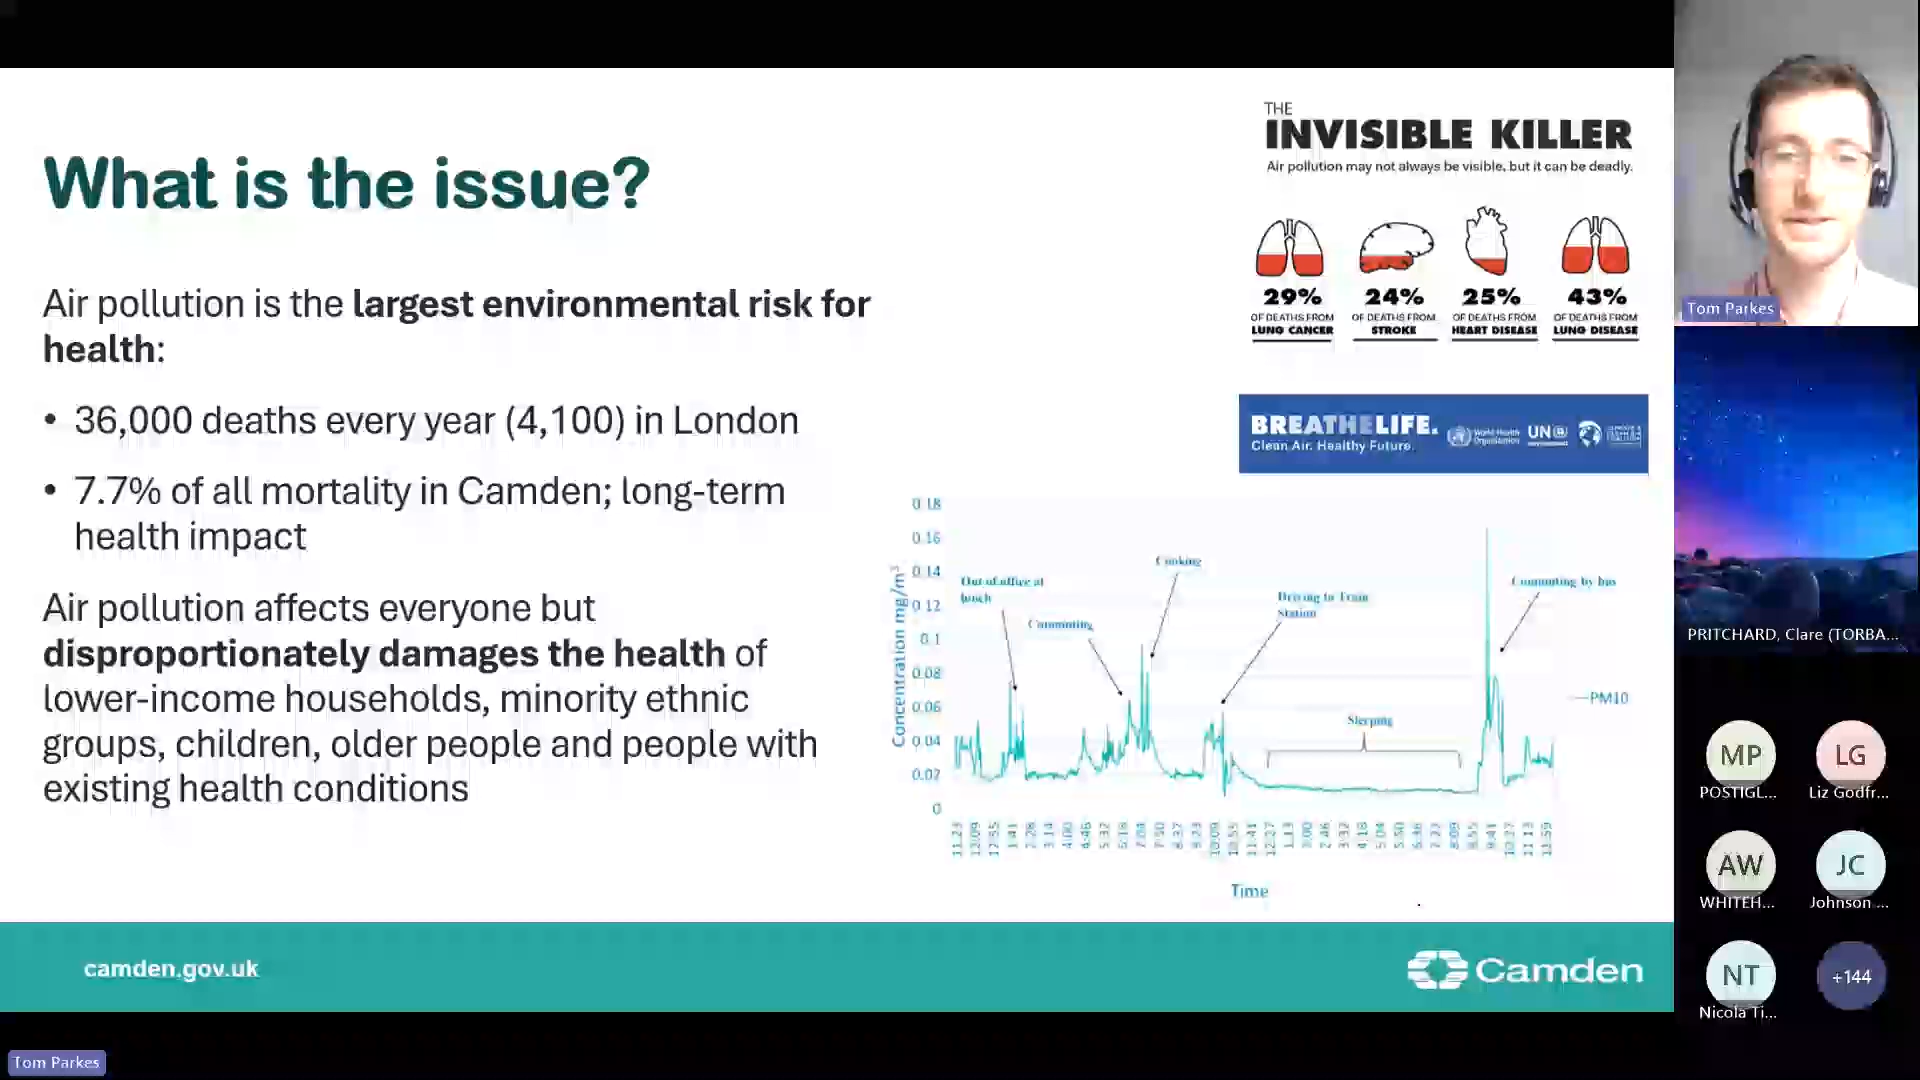 What is the issue?
Air pollution is the largest environmental risk for
health:
• 36,000 deaths every year (4,100) in London
• 7.7% of all mortality in Camden; long-term
health impact
Air pollution affects everyone but
disproportionately damages the health of
lower-income households, minority ethnic
groups, children, older people and people with
existing health conditions
THE
INVISIBLE KILLER
Air pollution may not always be visible, but it can be deadly.
29%
OF DEATHS FROM
LUNG CANCER
24%
OF DEATHS FROM
STROKE
25%
OF DEATHS FROM
HEART DISEASE
43%
OF DEATHS FROM
LUNG DISEASE
BREATHELIFE.
Clean Air. Healthy Future.
World Health
Organization
UN
Concentration mg/m³
0.18
0.16
0.14
0.12
0.1
0.08
0.06
0.04
0.02
0
Out of office at
lunch
Commuting
Cooking
Driving to Train
Station
Sleeping
Commuting by bus
PM10
Time
camden.gov.uk
Camden
Tom Parkes
PRITCHARD, Clare (TORBA...
MP
POSTIGL...
LG
Liz Godfr...
AW
WHITEH...
JC
Johnson ...
NT
Nicola Ti...
+144
Tom Parkes